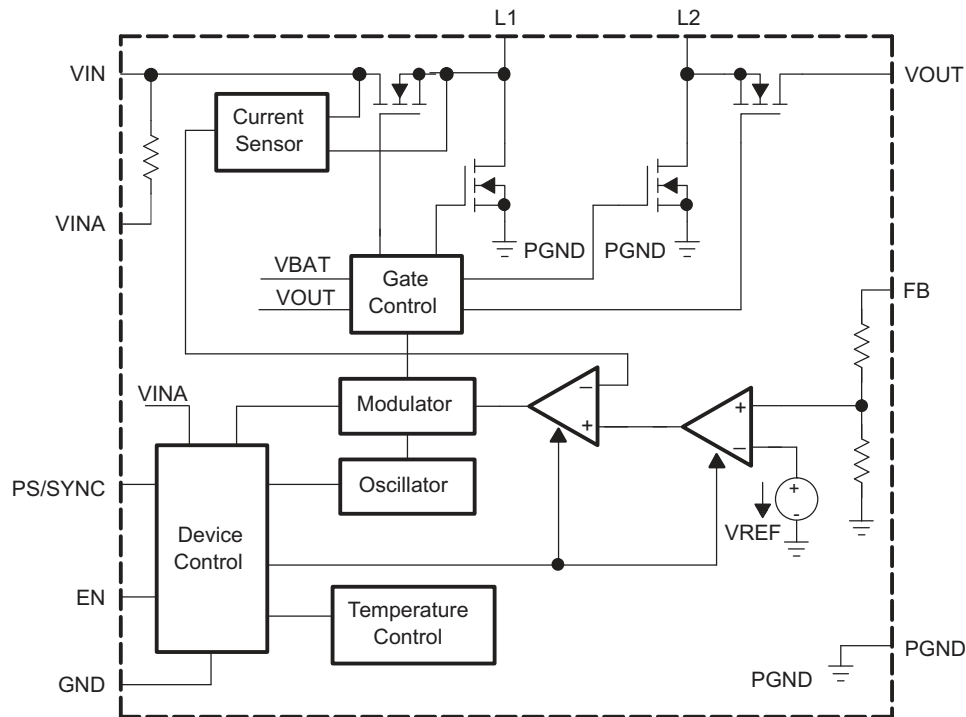 L1
L2
VIN
VOUT
Current
Sensor
VINA
PGND
PGND
VBAT
VOUT
Gate
Control
FB
VINA
Modulator
−
+
+
−
PS/SYNC
Oscillator
+
-
VREF
Device
Control
EN
Temperature
Control
GND
PGND
PGND